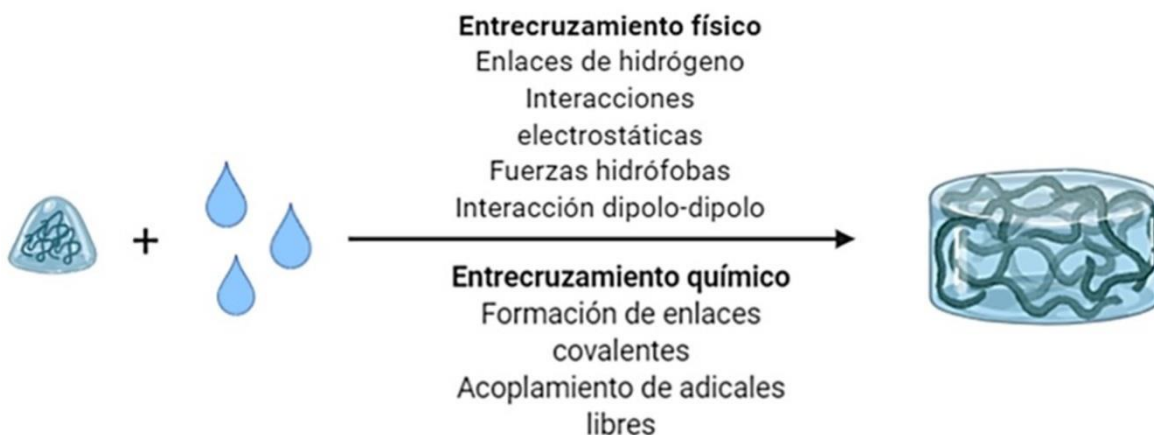 Entrecruzamiento físico
Enlaces de hidrógeno
Interacciones
electrostáticas
Fuerzas hidrófobas
Interacción dipolo-dipolo
+
Entrecruzamiento químico
Formación de enlaces
covalentes
Acoplamiento de adicales
libres